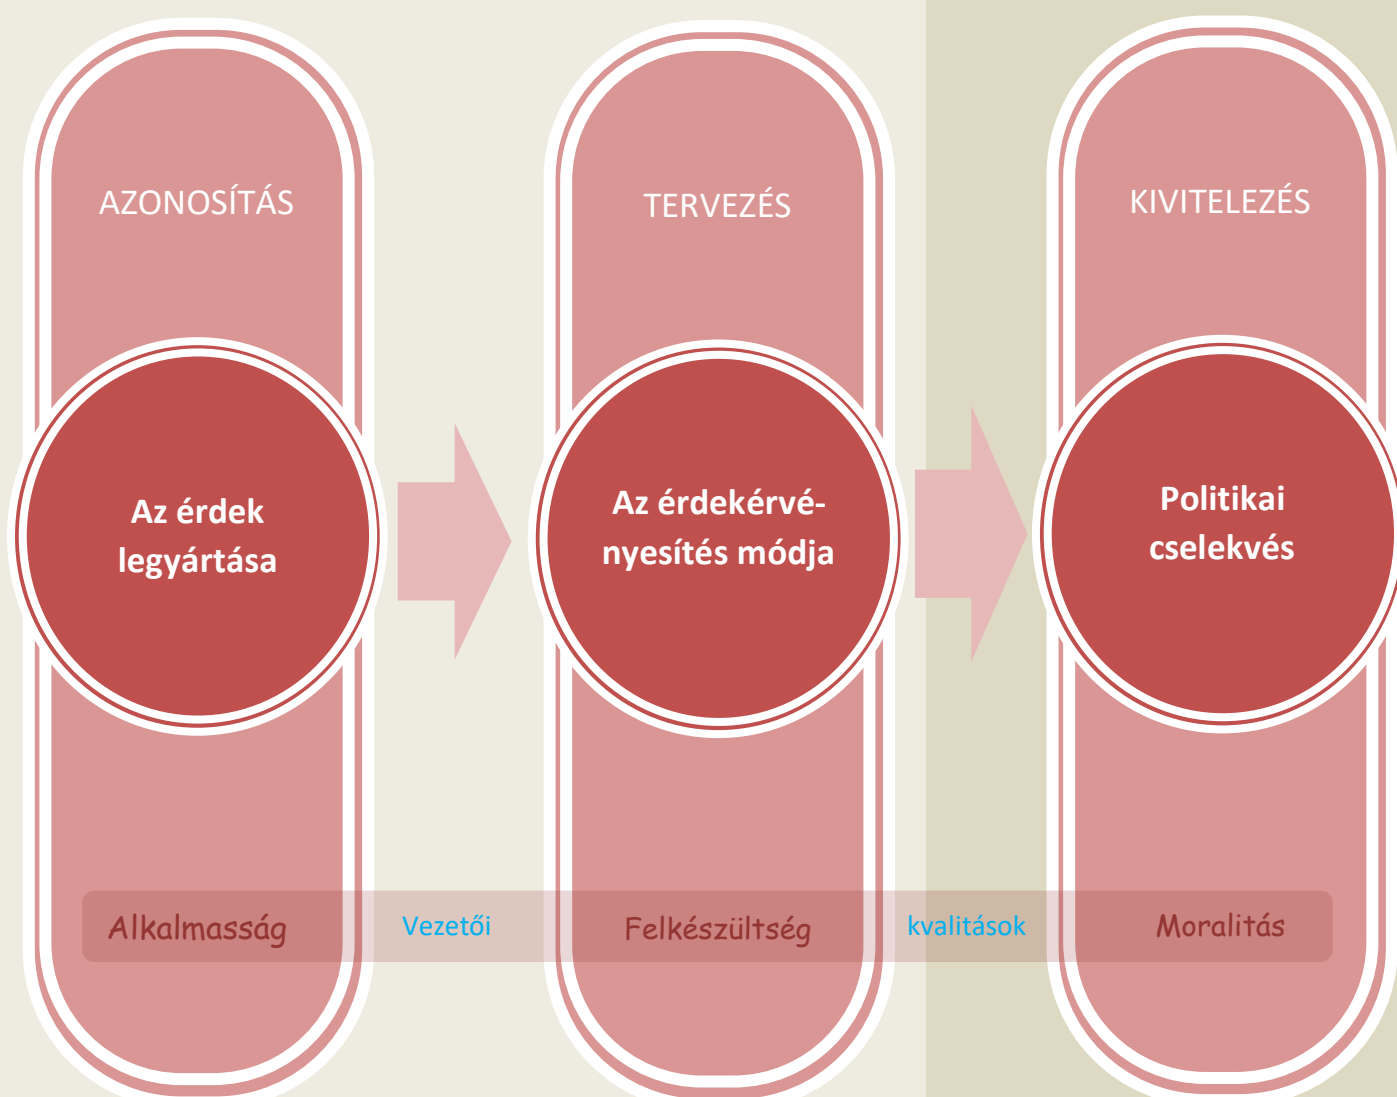 AZONOSÍTÁS
TERVEZÉS
KIVITELEZÉS
Az érdek
legyártása
Az érdekérvé-
nyesítés módja
Politikai
cselekvés
Alkalmasság
Vezetői
Felkészültség
kvalitások
Moralitás